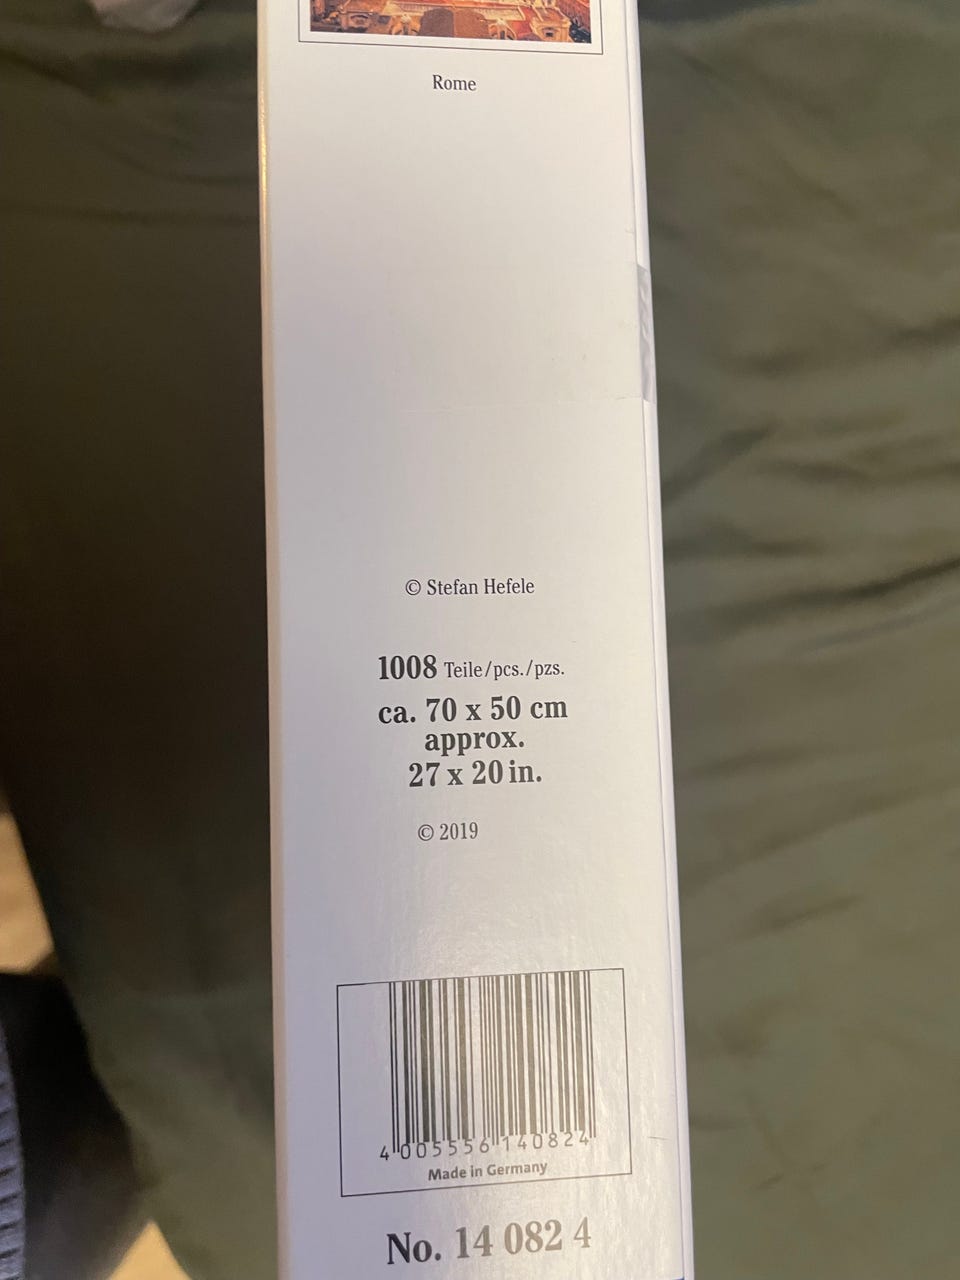 Rome
© Stefan Hefele
1008 Teile/pcs./pzs.
ca. 70 x 50 cm
approx.
27 x 20 in.
© 2019
4 005556 140824
Made in Germany
No. 14 082 4